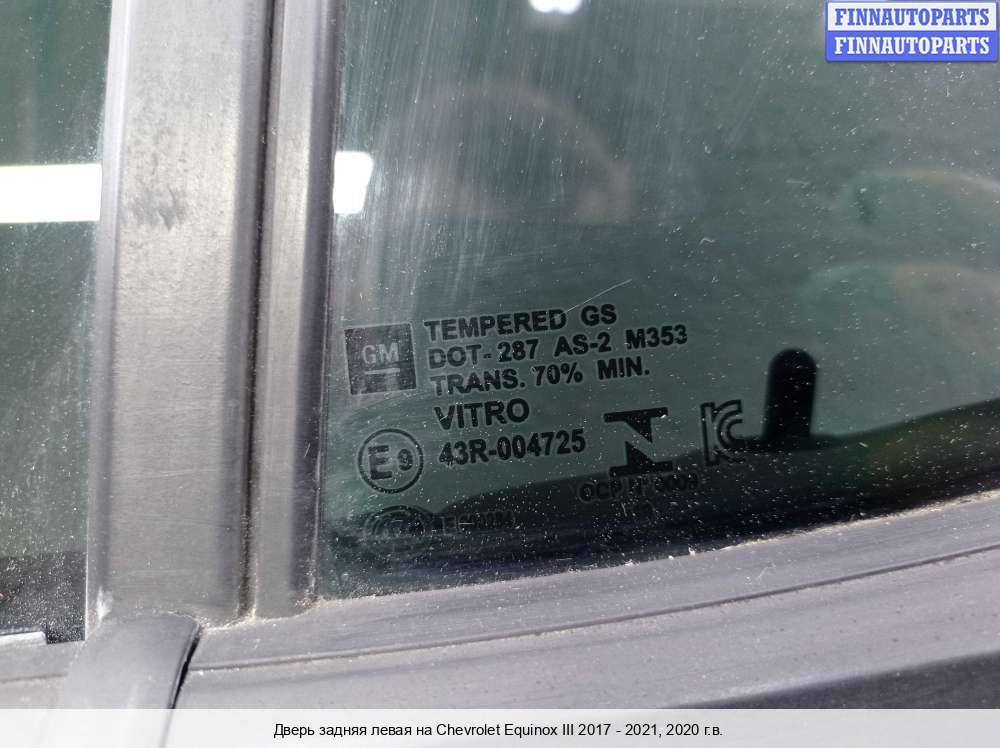 FINNAUTOPARTS
FINNAUTOPARTS
GM
TEMPERED GS
DOT-287 AS-2 M353
TRANS. 70% MIN.
VITRO
E9 43R-004725
KC
Дверь задняя левая на Chevrolet Equinox III 2017 - 2021, 2020 г.в.